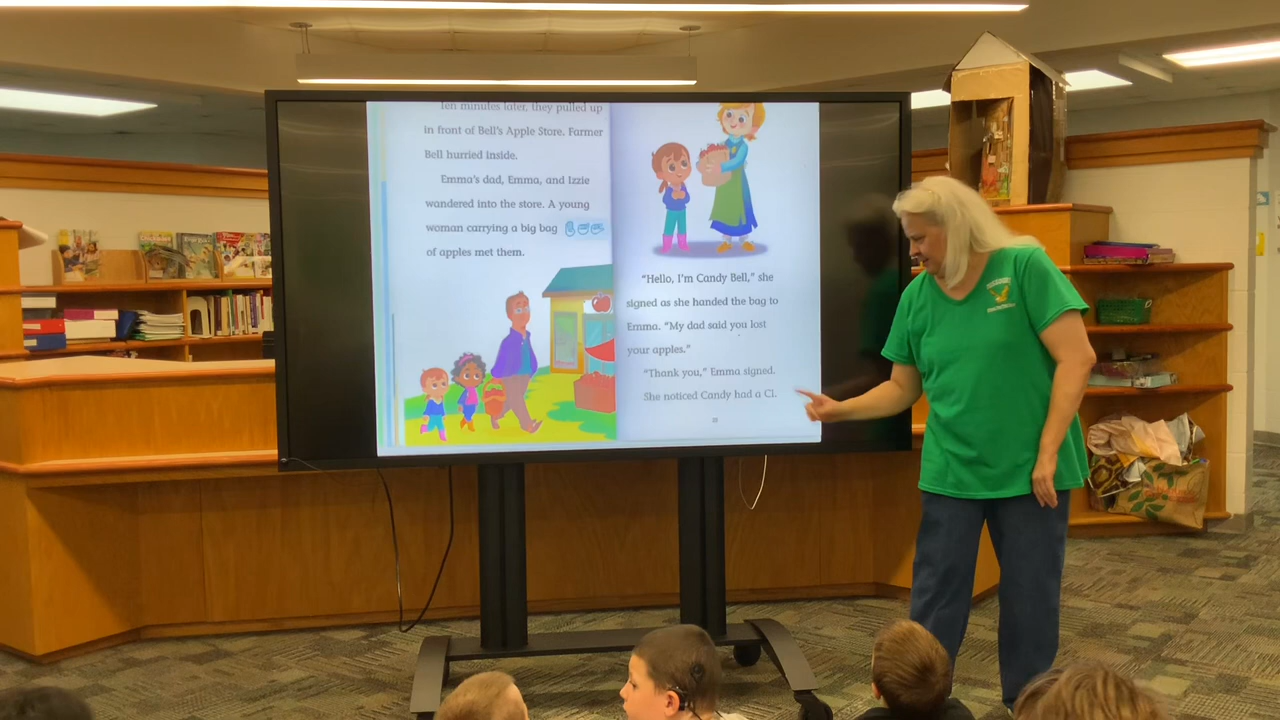 Ten minutes later, they pulled up
in front of Bell's Apple Store. Farmer
Bell hurried inside.
Emma's dad, Emma, and Izzie
wandered into the store. A young
woman carrying a big bag
of apples met them.
"Hello, I'm Candy Bell," she
signed as she handed the bag to
Emma. "My dad said you lost
your apples."
"Thank you," Emma signed.
She noticed Candy had a CI.